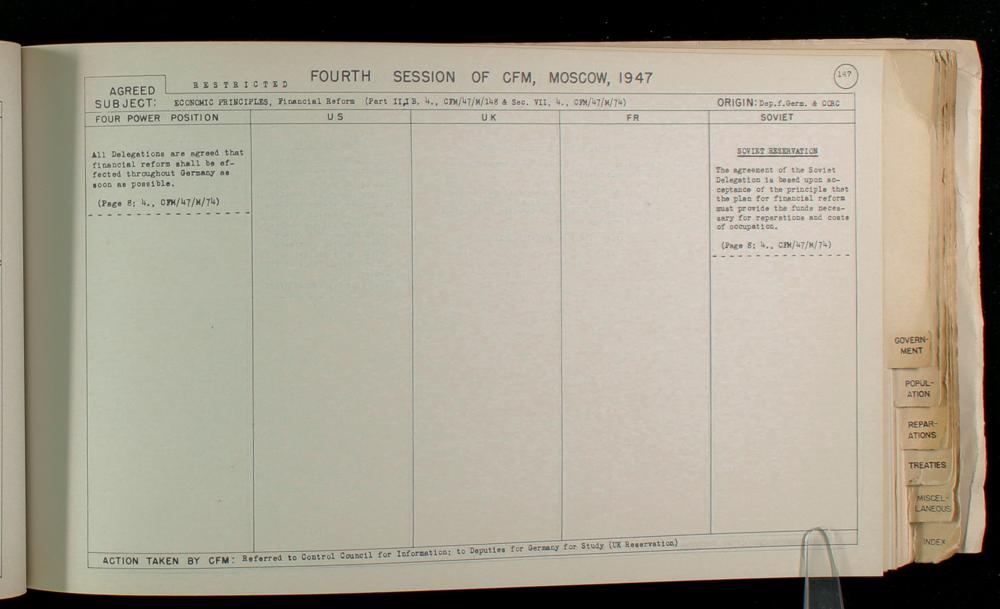 AGREED
RESTRICTED
FOURTH SESSION OF CFM, MOSCOW, 1947
147
SUBJECT: ECONOMIC PRINCIPLES, Financial Reform (Part III B, 4., CFM/47/M/148 & Sec. VII, 4., CFM/47/M/74)
ORIGIN: Dep.f.Germ. & CCRC
FOUR POWER POSITION
US
UK
FR
SOVIET
All Delegations are agreed that
financial reform shall be ef-
fected throughout Germany as
soon as possible.
(Page 8; 4., CFM/47/M/74)
SOVIET RESERVATION
The agreement of the Soviet
Delegation is based upon ac-
ceptance of the principle that
the plan for financial reform
must provide the funds neces-
sary for reparations and costs
of occupation.
(Page 8; 4., CFM/47/M/74)
ACTION TAKEN BY CFM: Referred to Control Council for Information; to Deputies for Germany for Study (UK Reservation)
GOVERN-
MENT
POPUL-
ATION
REPAR-
ATIONS
TREATIES
MISCEL-
LANEOUS
INDEX